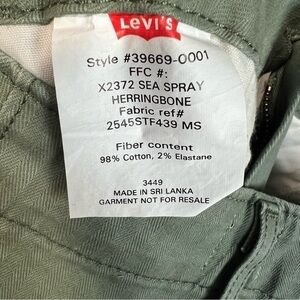 Levi's
Style #39669-0001
FFC #:
X2372 SEA SPRAY
HERRINGBONE
Fabric ref#
2545STF439 MS
Fiber content
98% Cotton, 2% Elastane
3449
MADE IN SRI LANKA
GARMENT NOT FOR RESALE